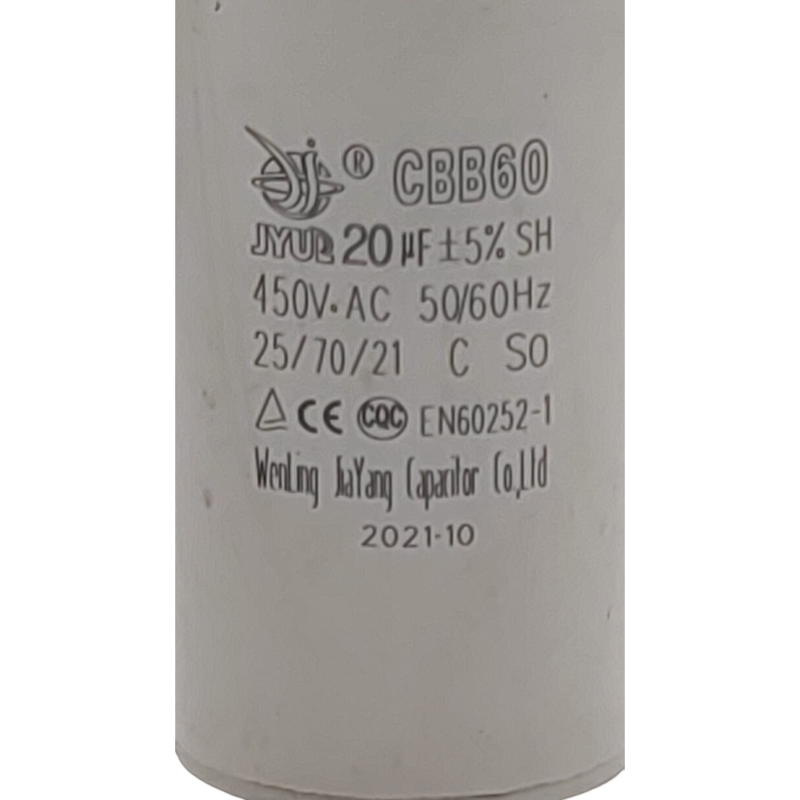 ® CBB60
JYUL 20 µF ±5% SH
450V·AC 50/60Hz
25/70/21 C S0
CE CQC EN60252-1
WenLing JiaYang Capacitor Co,Ltd
2021-10